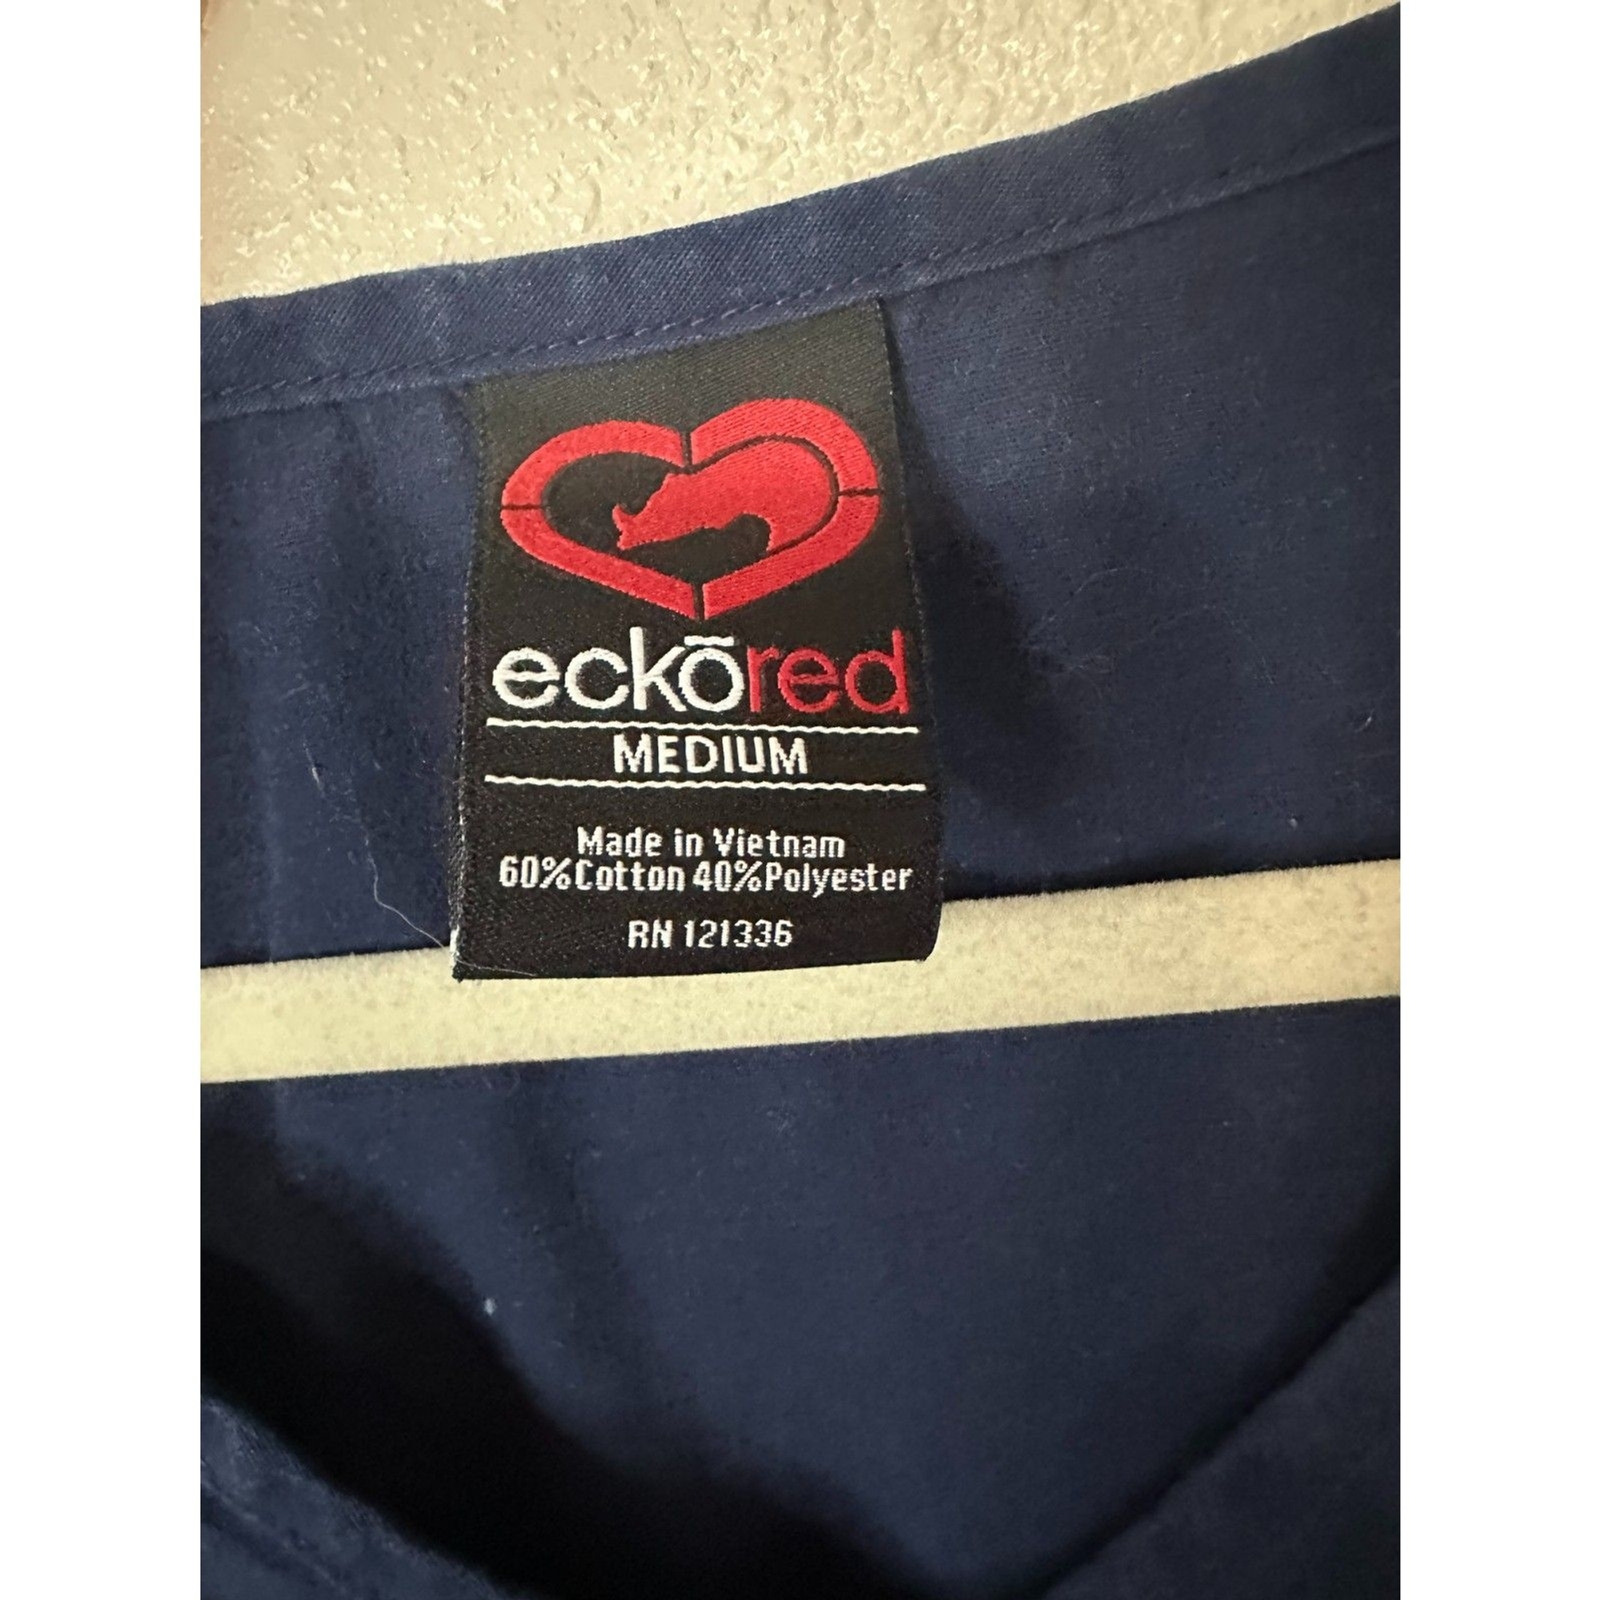 eckōred
MEDIUM
Made in Vietnam
60%Cotton 40%Polyester
RN 121336